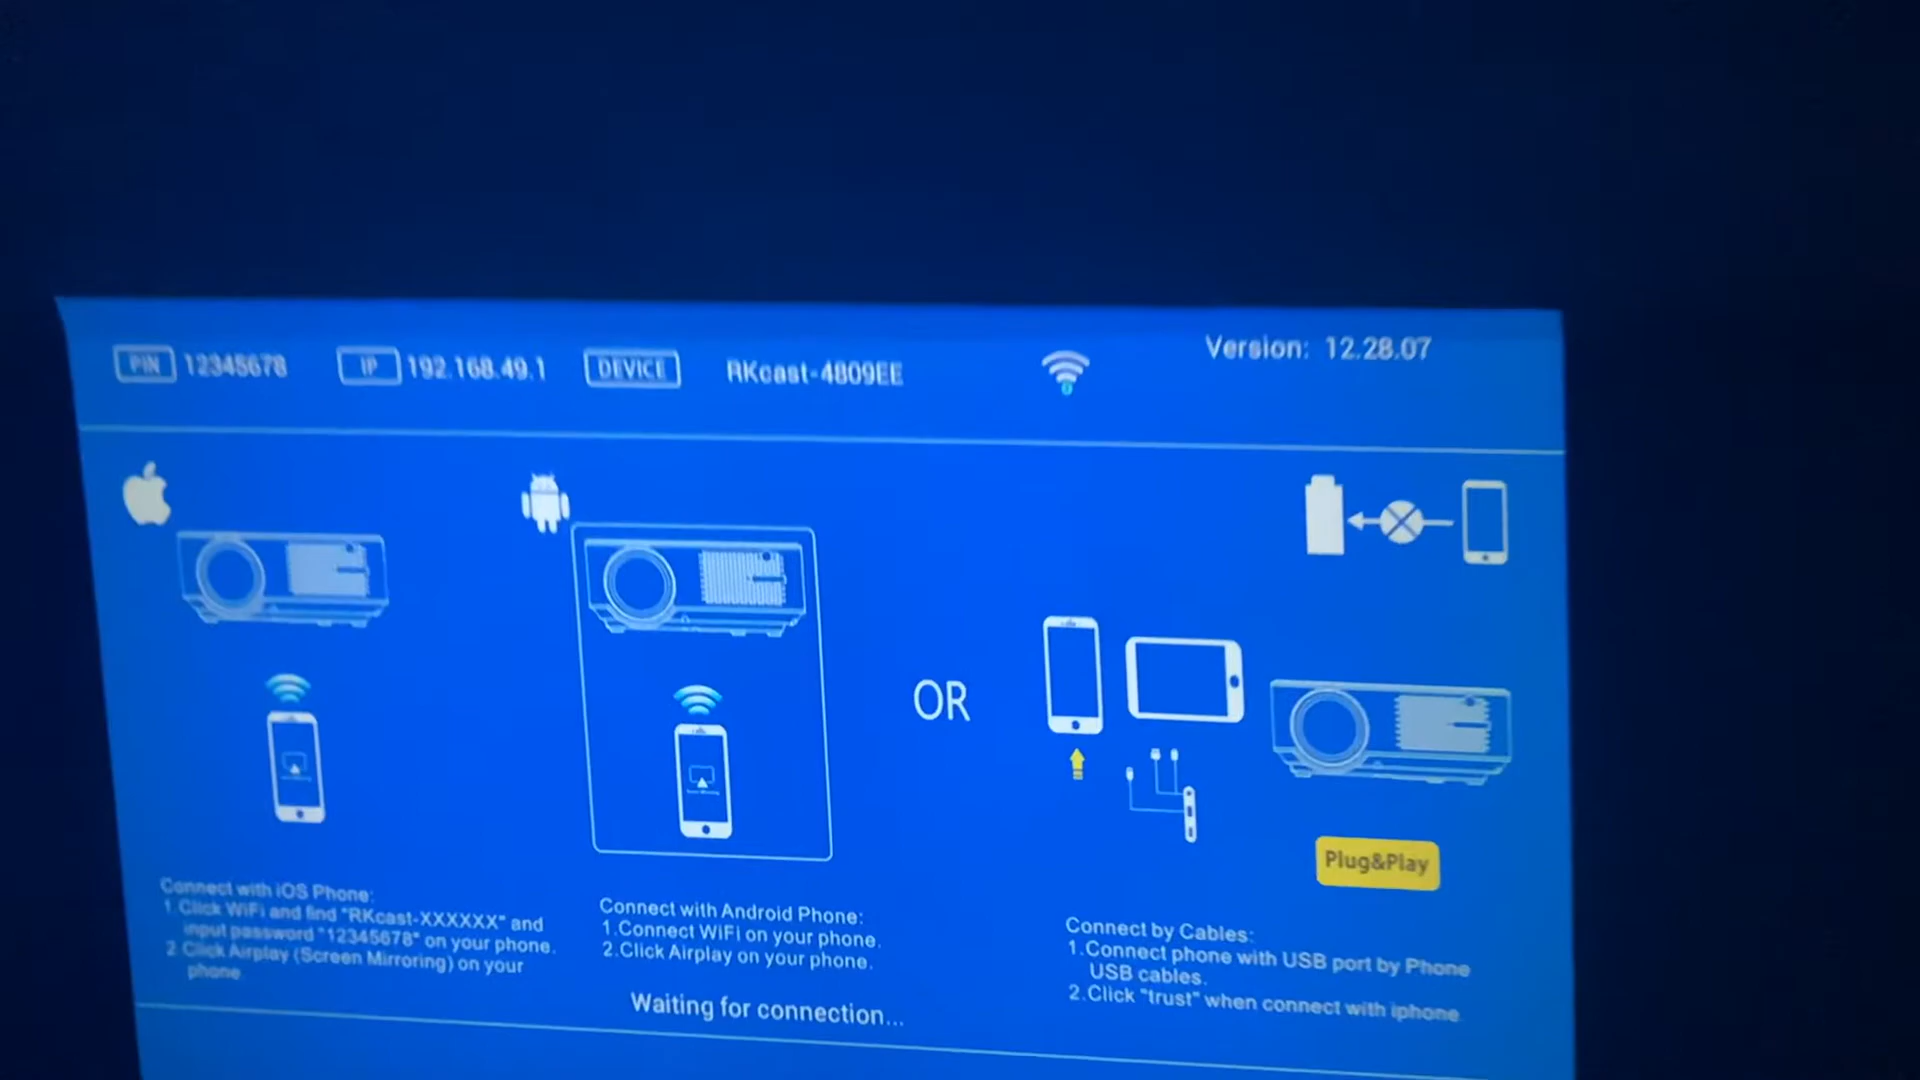 PIN 12345678 IP 192.168.49.1 DEVICE RKcast-4809EE Version: 12.28.07
OR
Plug&Play
Connect with iOS Phone:
1.Click WiFi and find "RKcast-XXXXXX" and
input password "12345678" on your phone.
2.Click Airplay (Screen Mirroring) on your
phone
Connect with Android Phone:
1.Connect WiFi on your phone.
2.Click Airplay on your phone.
Connect by Cables:
1.Connect phone with USB port by Phone
USB cables.
2.Click "trust" when connect with iphone
Waiting for connection...